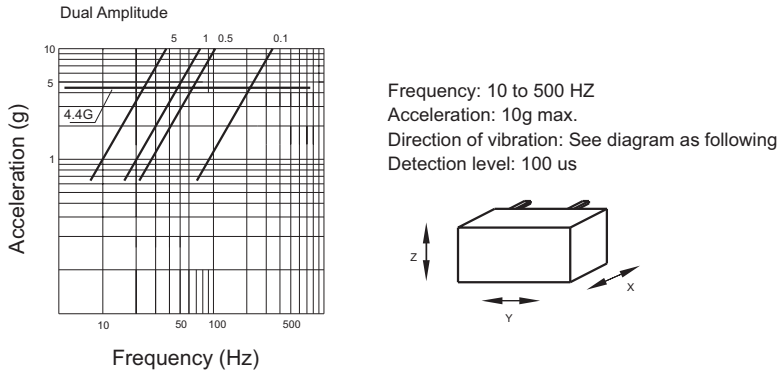 Dual Amplitude
5 1 0.5 0.1
10
5
4.4G
1
Acceleration (g)
10 50 100 500
Frequency (Hz)
Frequency: 10 to 500 HZ
Acceleration: 10g max.
Direction of vibration: See diagram as following
Detection level: 100 us
Z
X
Y